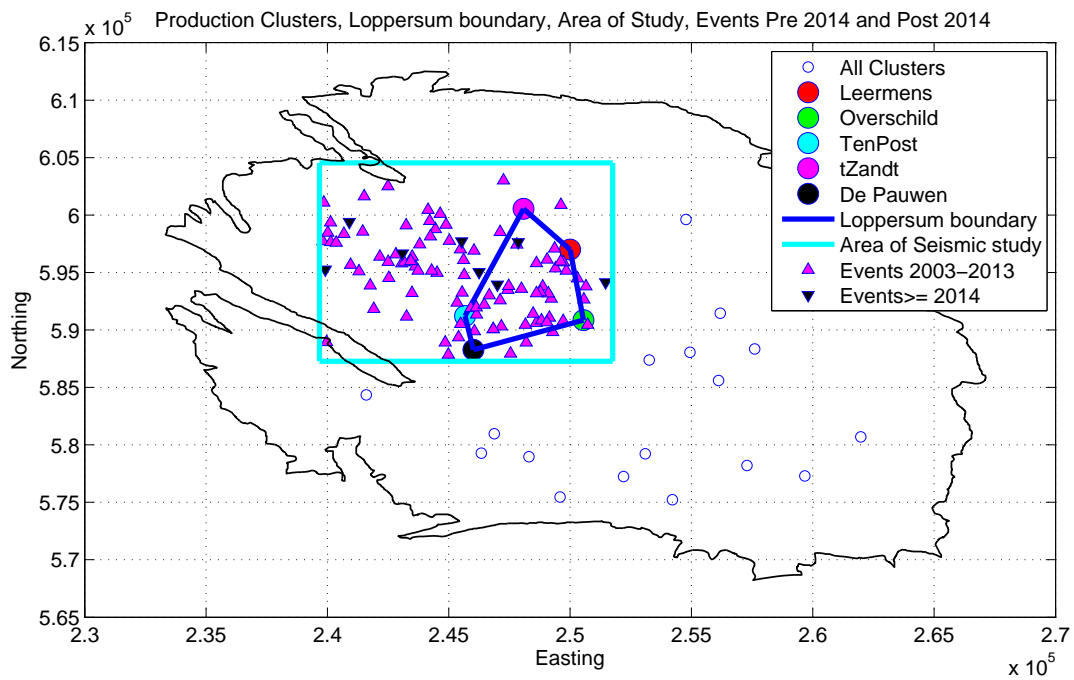 Production Clusters, Loppersum boundary, Area of Study, Events Pre 2014 and Post 2014
x 10^5
6.15
6.11
6.05
6
5.95
5.9
5.85
5.8
5.75
5.7
5.65
Northing
All Clusters
Leermens
Overschild
TenPost
tZandt
De Pauwen
Loppersum boundary
Area of Seismic study
Events 2003–2013
Events>= 2014
2.3 2.35 2.4 2.45 2.5 2.55 2.6 2.65 2.7
Easting
x 10^5